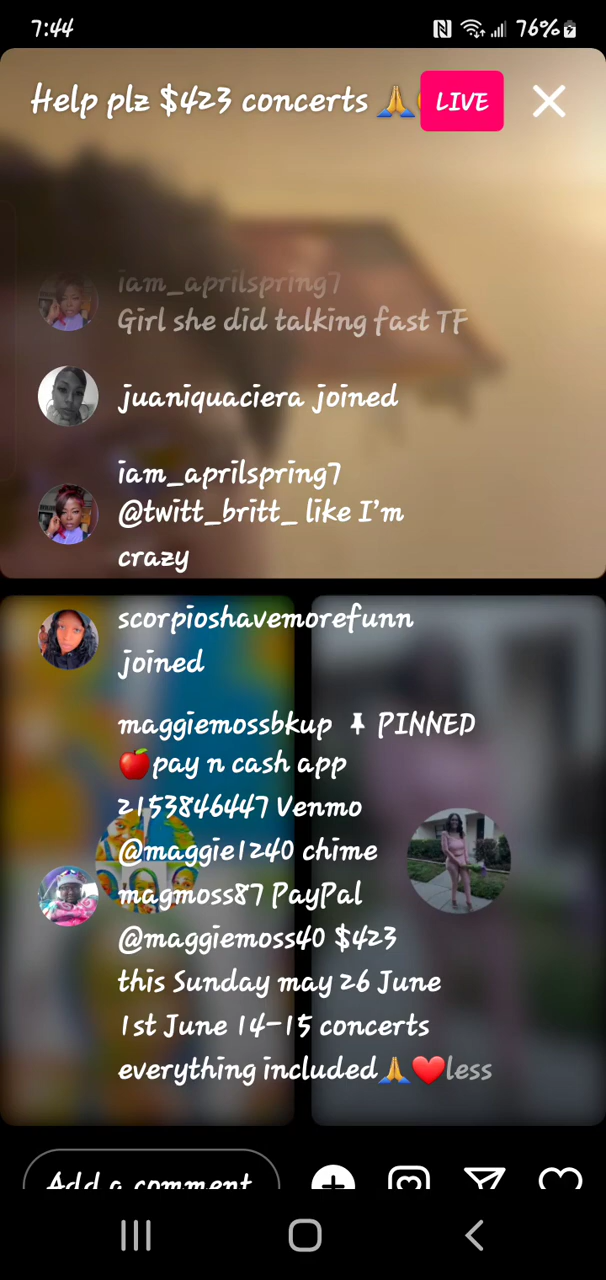 7:44
76%
Help plz $423 concerts 🙏
LIVE
iam_aprilspring7
Girl she did talking fast TF
juaniquaciera joined
iam_aprilspring7
@twitt_britt_ like I'm
crazy
scorpioshavemorefunn
joined
maggiemossbkup 📌 PINNED
🍎pay n cash app
2153846447 Venmo
@maggie1240 chime
magmoss87 PayPal
@maggiemoss40 $423
this Sunday may 26 June
1st June 14-15 concerts
everything included🙏❤️less
Add a comment